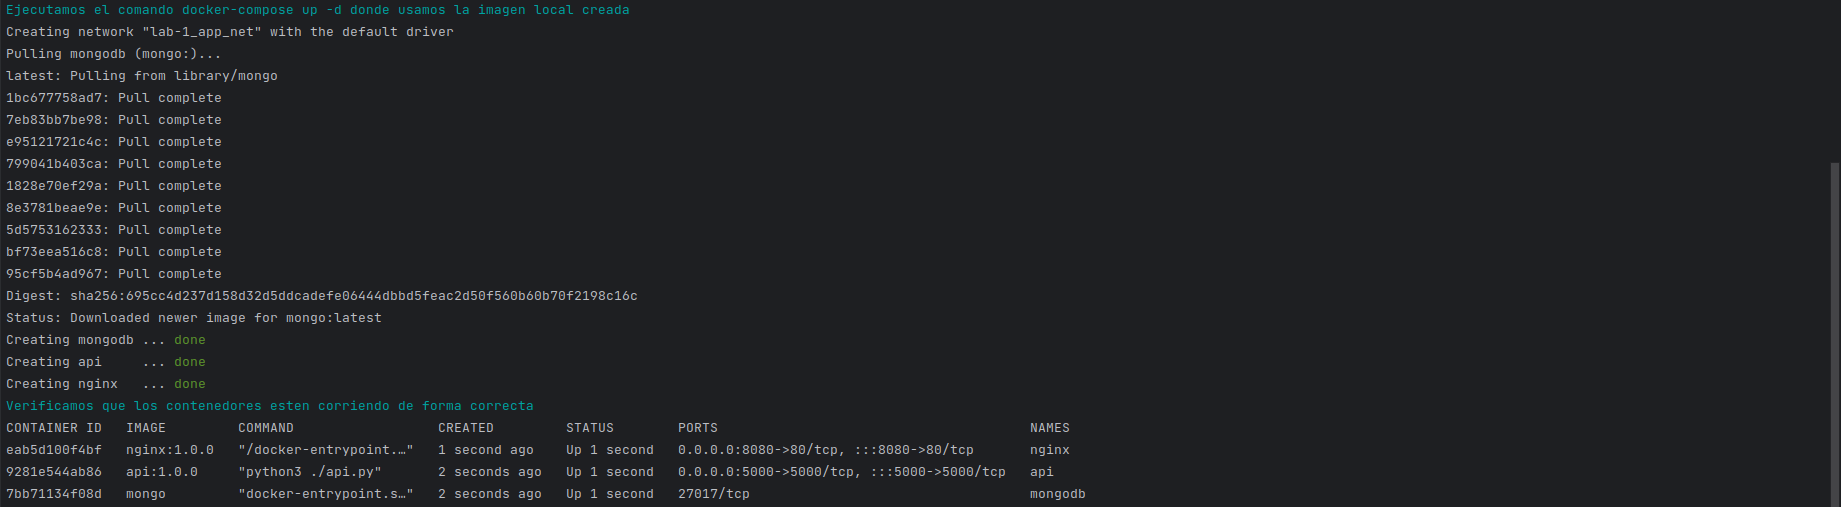 Ejecutamos el comando docker-compose up -d donde usamos la imagen local creada
Creating network "lab-1_app_net" with the default driver
Pulling mongodb (mongo:)...
latest: Pulling from library/mongo
1bc677758ad7: Pull complete
7eb83bb7be98: Pull complete
e95121721c4c: Pull complete
799041b403ca: Pull complete
1828e70ef29a: Pull complete
8e3781beae9e: Pull complete
5d5753162333: Pull complete
bf73eea516c8: Pull complete
95cf5b4ad967: Pull complete
Digest: sha256:695cc4d237d158d32d5ddcadefe06444dbbd5feac2d50f560b60b70f2198c16c
Status: Downloaded newer image for mongo:latest
Creating mongodb ... done
Creating api     ... done
Creating nginx   ... done
Verificamos que los contenedores esten corriendo de forma correcta
CONTAINER ID   IMAGE         COMMAND                  CREATED         STATUS        PORTS                                       NAMES
eab5d100f4bf   nginx:1.0.0   "/docker-entrypoint.…"   1 second ago    Up 1 second   0.0.0.0:8080->80/tcp, :::8080->80/tcp       nginx
9281e544ab86   api:1.0.0     "python3 ./api.py"       2 seconds ago   Up 1 second   0.0.0.0:5000->5000/tcp, :::5000->5000/tcp   api
7bb71134f08d   mongo         "docker-entrypoint.s…"   2 seconds ago   Up 1 second   27017/tcp                                   mongodb